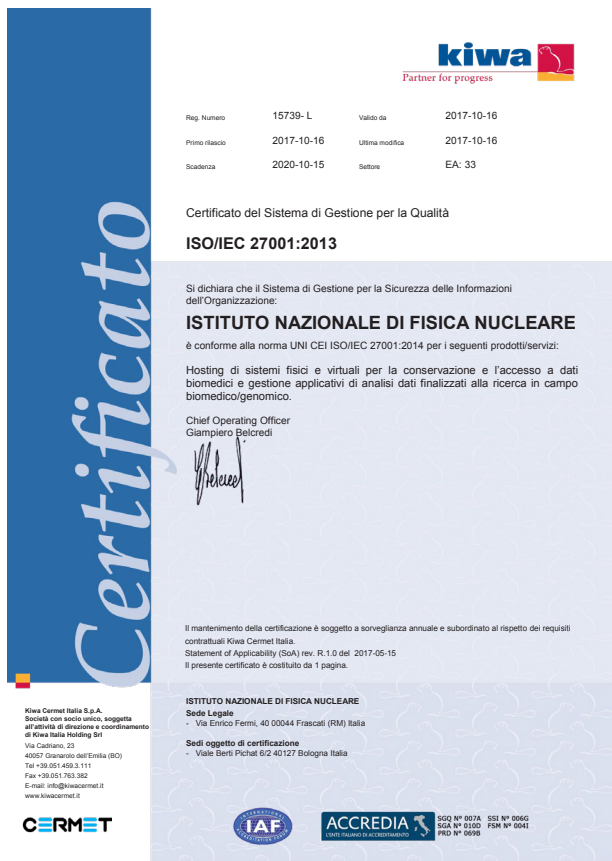 kiwa
Partner for progress
Reg. Numero 15739- L Valido da 2017-10-16
Primo rilascio 2017-10-16 Ultima modifica 2017-10-16
Scadenza 2020-10-15 Settore EA: 33
Certificato
Certificato del Sistema di Gestione per la Qualità
ISO/IEC 27001:2013
Si dichiara che il Sistema di Gestione per la Sicurezza delle Informazioni
dell'Organizzazione:
ISTITUTO NAZIONALE DI FISICA NUCLEARE
è conforme alla norma UNI CEI ISO/IEC 27001:2014 per i seguenti prodotti/servizi:
Hosting di sistemi fisici e virtuali per la conservazione e l'accesso a dati
biomedici e gestione applicativi di analisi dati finalizzati alla ricerca in campo
biomedico/genomico.
Chief Operating Officer
Giampiero Belcredi
Il mantenimento della certificazione è soggetto a sorveglianza annuale e subordinato al rispetto dei requisiti
contrattuali Kiwa Cermet Italia.
Statement of Applicability (SoA) rev. R.1.0 del 2017-05-15
Il presente certificato è costituito da 1 pagina.
Kiwa Cermet Italia S.p.A.
Società con socio unico, soggetta
all'attività di direzione e coordinamento
di Kiwa Italia Holding Srl
Via Cadriano, 23
40057 Granarolo dell'Emilia (BO)
Tel +39.051.459.3.111
Fax +39.051.763.382
E-mail: info@kiwacermet.it
www.kiwacermet.it
CERMET
ISTITUTO NAZIONALE DI FISICA NUCLEARE
Sede Legale
- Via Enrico Fermi, 40 00044 Frascati (RM) Italia
Sedi oggetto di certificazione
- Viale Berti Pichat 6/2 40127 Bologna Italia
INTERNATIONAL
IAF
ACCREDITATION FORUM
ACCREDIA
L'ENTE ITALIANO DI ACCREDITAMENTO
SGQ Nº 007A SSI Nº 006G
SGA Nº 010D FSM Nº 004I
PRD Nº 069B